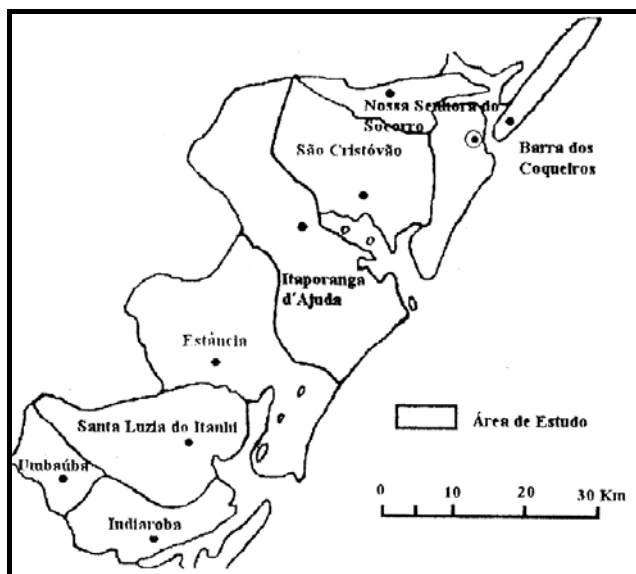 Nossa Senhora do
Socorro
São Cristóvão
Barra dos
Coqueiros
Itaporanga
d'Ajuda
Estância
Santa Luzia do Itanhi
Umbaúba
Indiaroba
Área de Estudo
0 10 20 30 Km